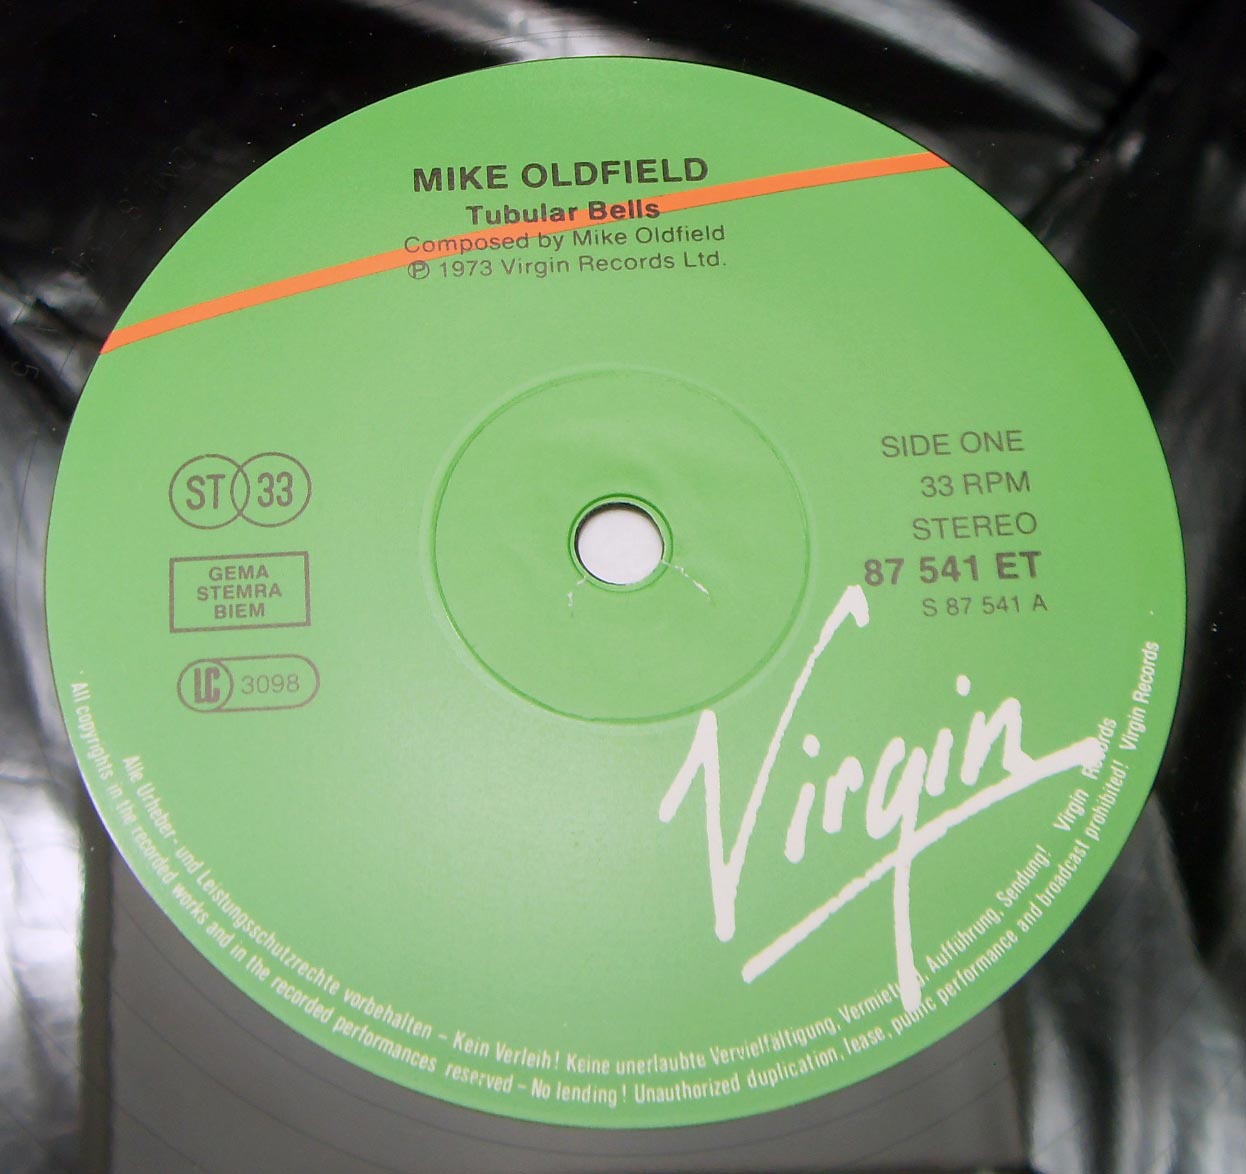 MIKE OLDFIELD
Tubular Bells
Composed by Mike Oldfield
Ⓟ 1973 Virgin Records Ltd.
ST 33
GEMA
STEMRA
BIEM
LC 3098
SIDE ONE
33 RPM
STEREO
87 541 ET
S 87 541 A
Virgin
Alle Urheber- und Leistungsschutzrechte vorbehalten – Kein Verleih! Keine unerlaubte Vervielfältigung, Vermietung, Aufführung, Sendung! Virgin Records
All copyrights in the recorded works and in the recorded performances reserved – No lending! Unauthorized duplication, lease, public performance and broadcast prohibited! Virgin Records